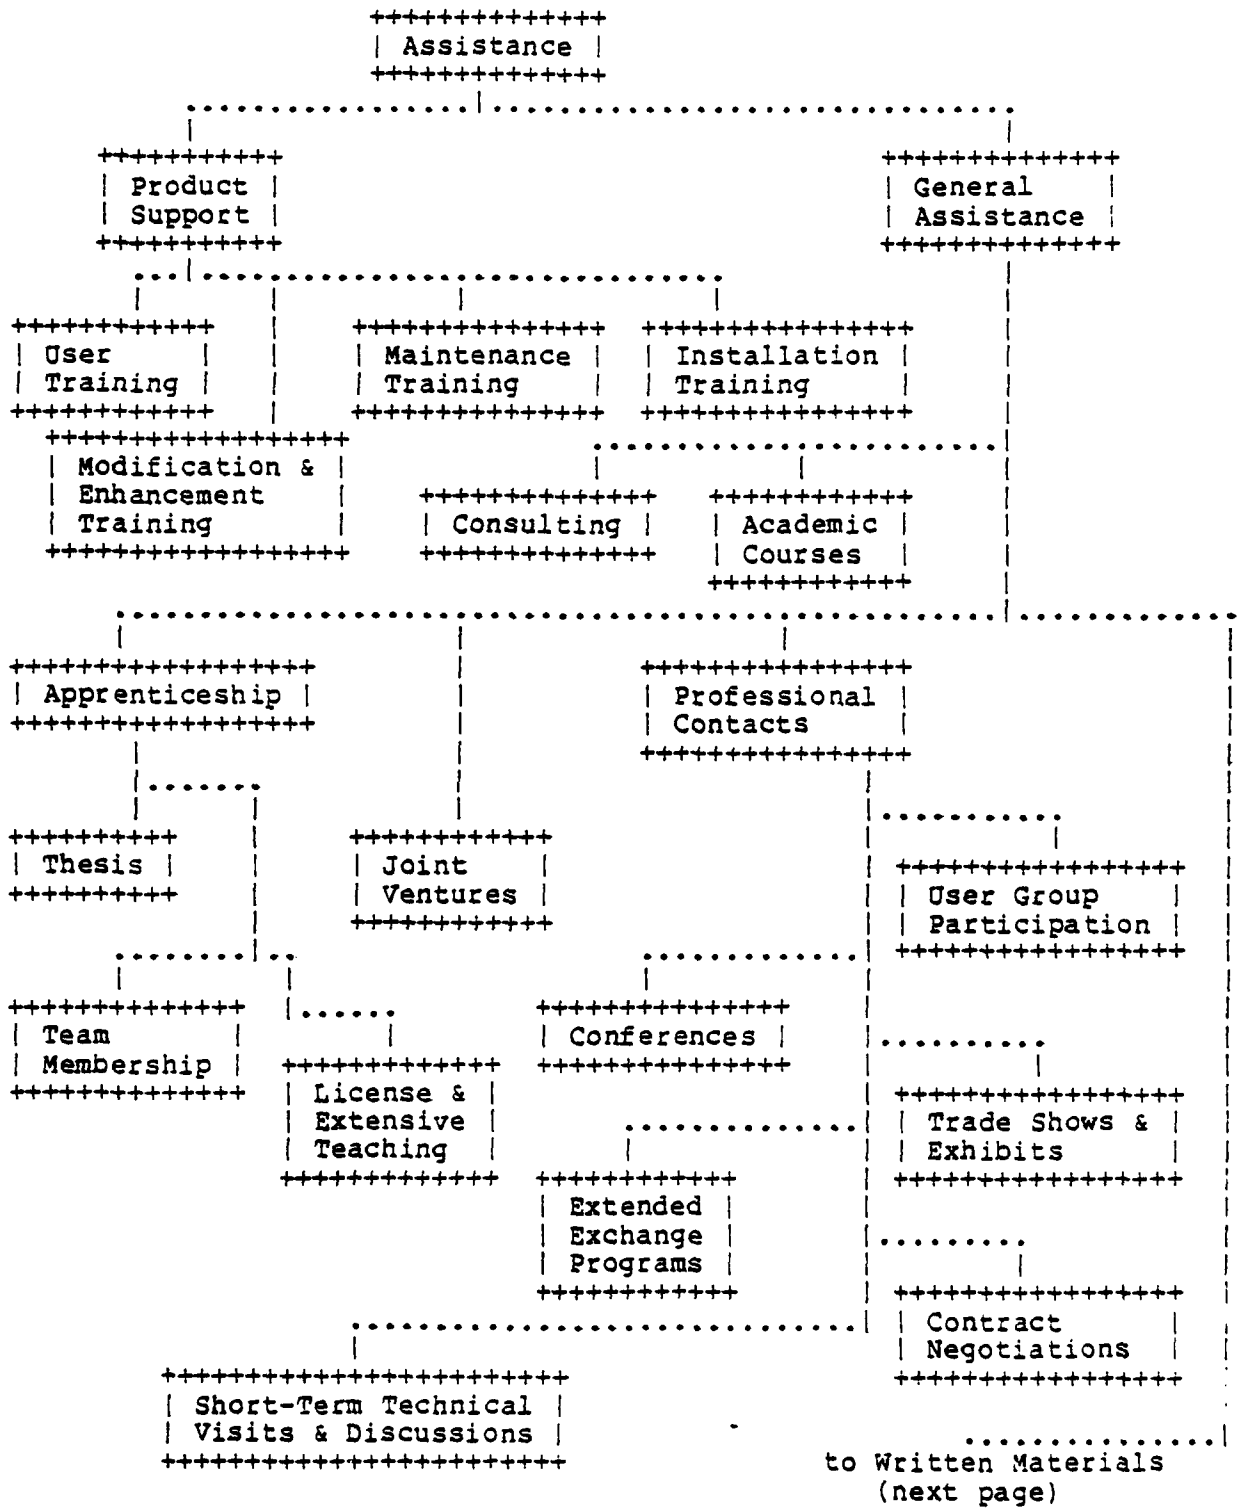 Assistance
Product
Support
General
Assistance
User
Training
Maintenance
Training
Installation
Training
Modification &
Enhancement
Training
Consulting
Academic
Courses
Apprenticeship
Professional
Contacts
Thesis
Joint
Ventures
User Group
Participation
Team
Membership
Conferences
License &
Extensive
Teaching
Trade Shows &
Exhibits
Extended
Exchange
Programs
Contract
Negotiations
Short-Term Technical
Visits & Discussions
to Written Materials
(next page)